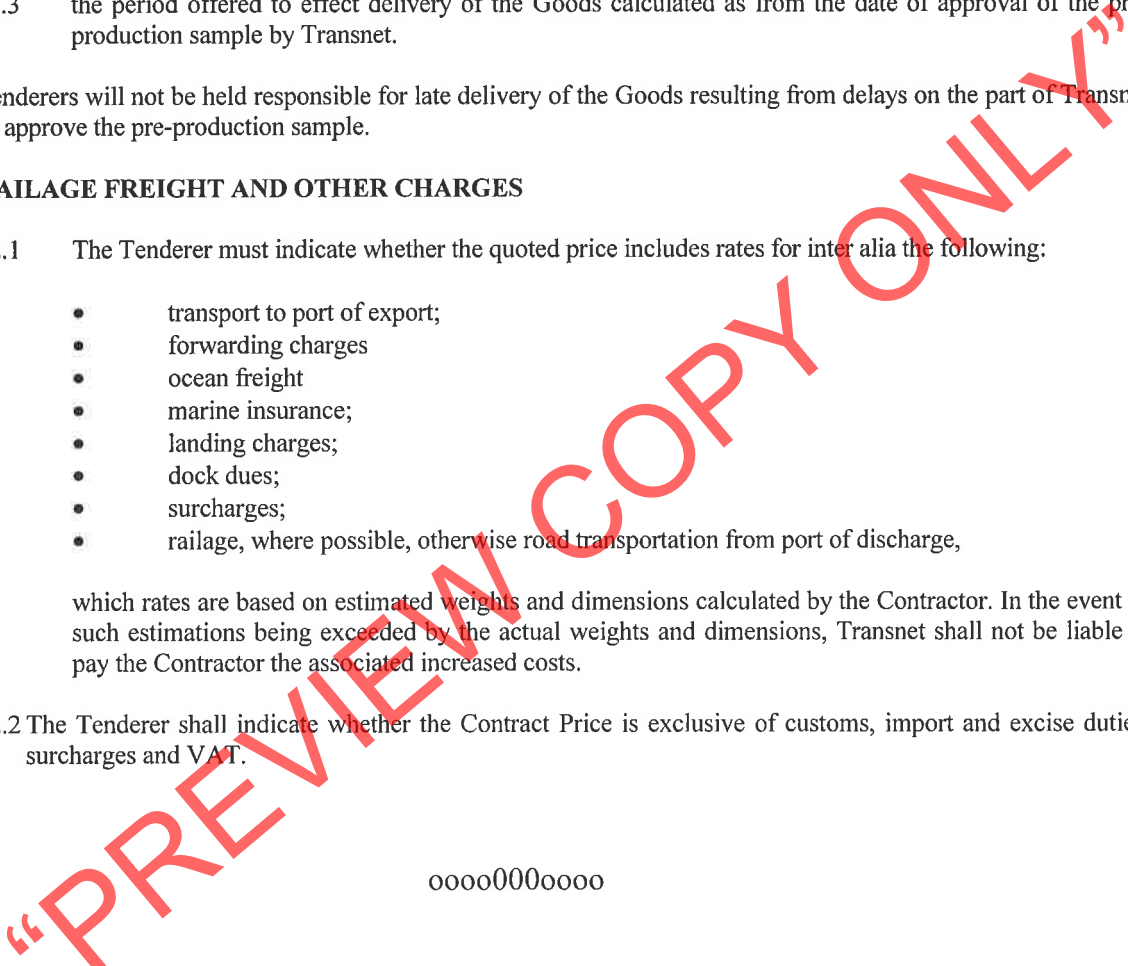 .3 the period offered to effect delivery of the Goods calculated as from the date of approval of the pr
production sample by Transnet.
enderers will not be held responsible for late delivery of the Goods resulting from delays on the part of Transn
approve the pre-production sample.
AILAGE FREIGHT AND OTHER CHARGES
.1 The Tenderer must indicate whether the quoted price includes rates for inter alia the following:
• transport to port of export;
• forwarding charges
• ocean freight
• marine insurance;
• landing charges;
• dock dues;
• surcharges;
• railage, where possible, otherwise road transportation from port of discharge,
which rates are based on estimated weights and dimensions calculated by the Contractor. In the event
such estimations being exceeded by the actual weights and dimensions, Transnet shall not be liable
pay the Contractor the associated increased costs.
.2 The Tenderer shall indicate whether the Contract Price is exclusive of customs, import and excise dutie
surcharges and VAT.
oooo000oooo
“PREVIEW COPY ONLY”